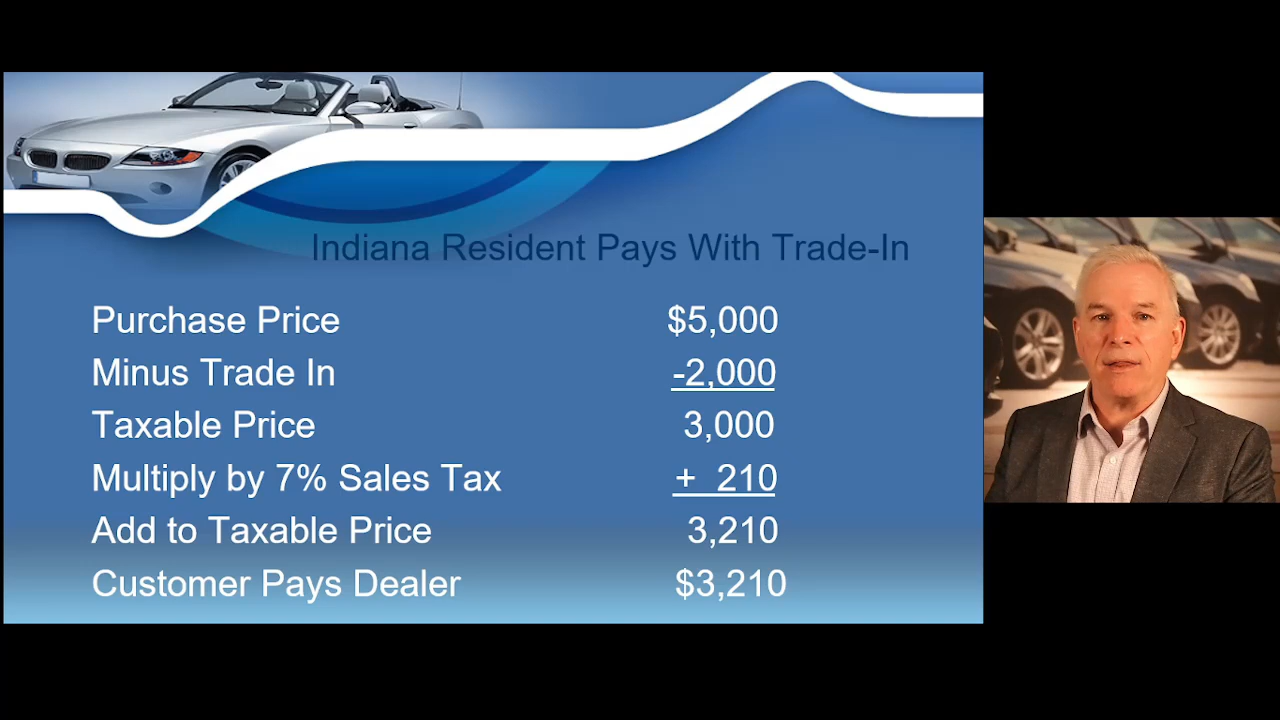 Indiana Resident Pays With Trade-In
Purchase Price $5,000
Minus Trade In -2,000
Taxable Price 3,000
Multiply by 7% Sales Tax + 210
Add to Taxable Price 3,210
Customer Pays Dealer $3,210